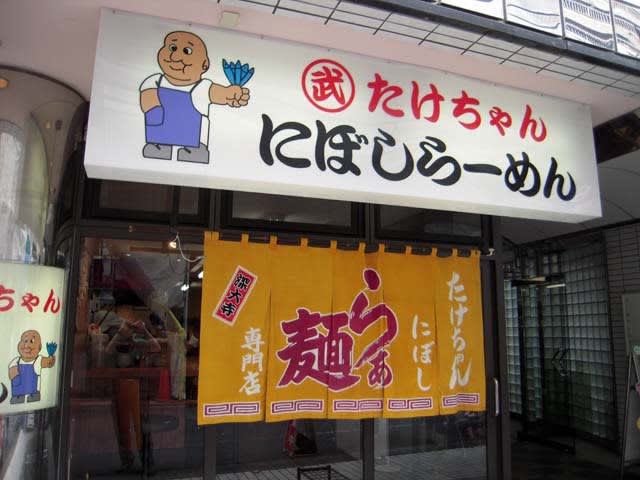 武 たけちゃん
にぼしらーめん
たけちゃん
にぼし
らぁ
麺
専門店
深大寺
ちゃん